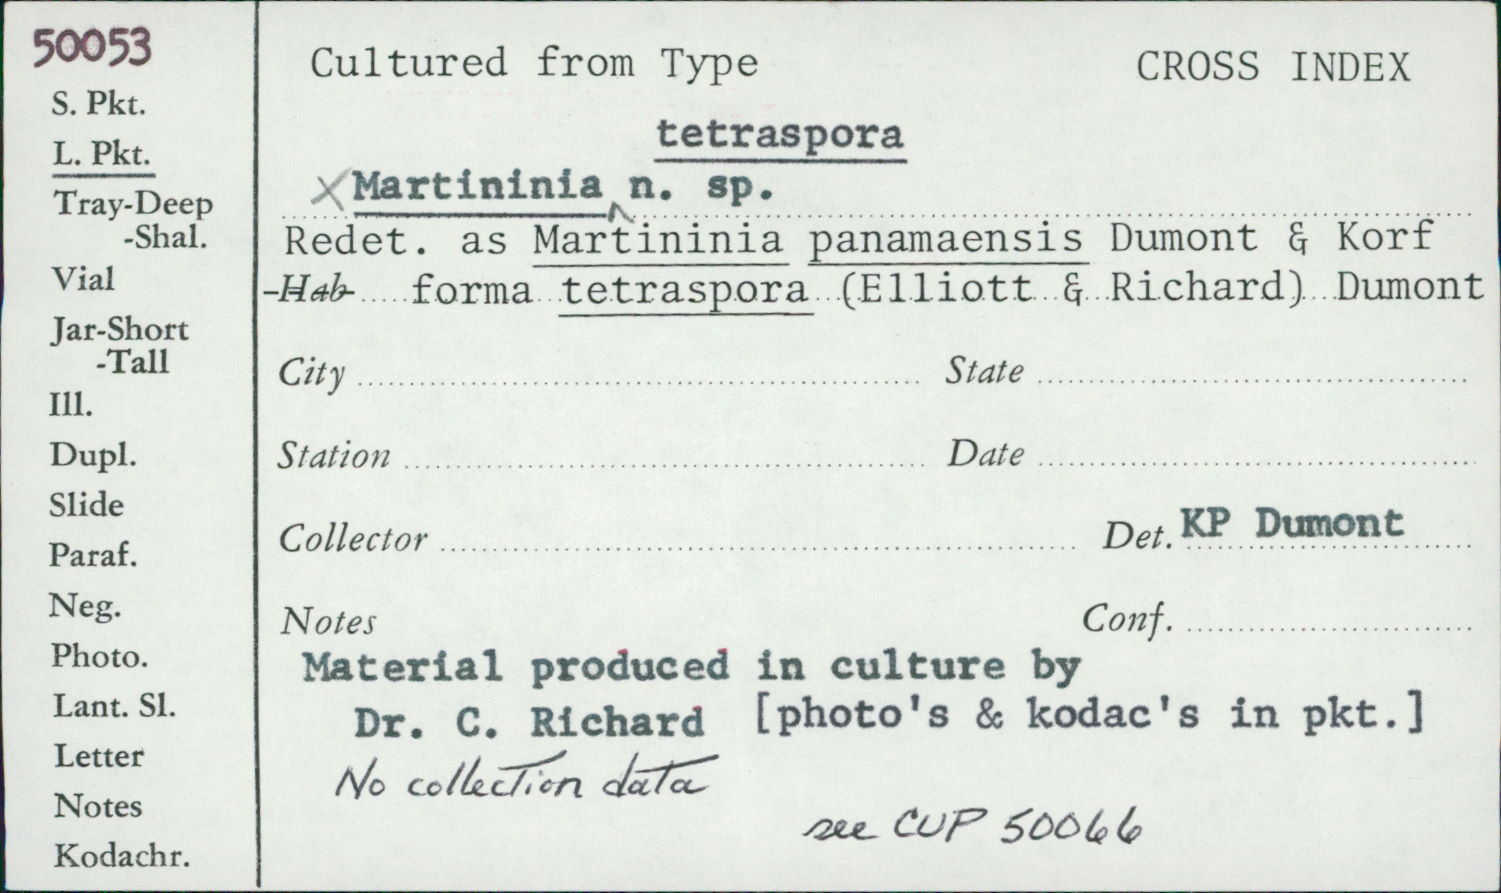 50053
S. Pkt.
L. Pkt.
Tray-Deep
-Shal.
Vial
Jar-Short
-Tall
Ill.
Dupl.
Slide
Paraf.
Neg.
Photo.
Lant. Sl.
Letter
Notes
Kodachr.
Cultured from Type CROSS INDEX
tetraspora
X Martininia ^ n. sp.
Redet. as Martininia panamaensis Dumont & Korf
Hab forma tetraspora (Elliott & Richard) Dumont
City State
Station Date
Collector Det. KP Dumont
Notes Conf.
Material produced in culture by
Dr. C. Richard [photo's & kodac's in pkt.]
No collection data
see CUP 50066